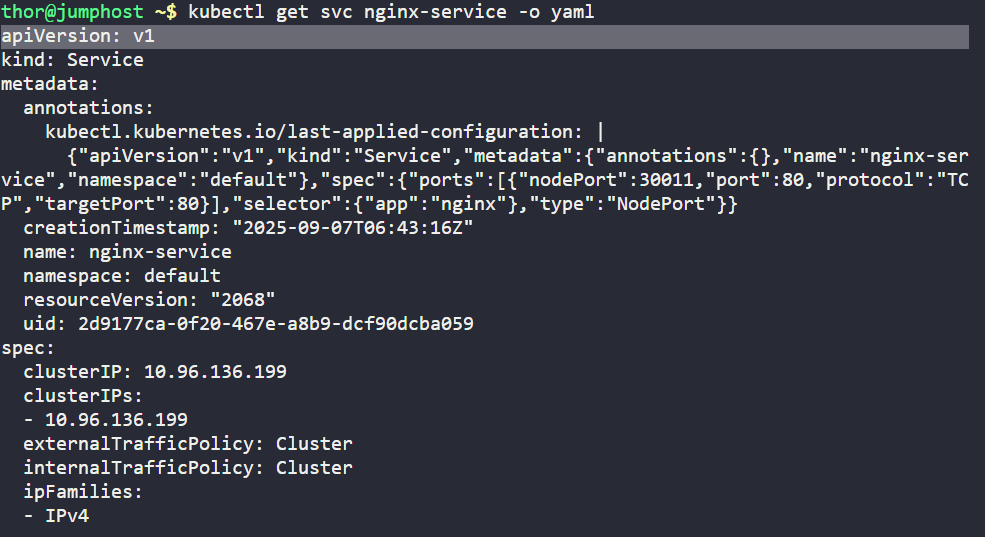 thor@jumphost ~$ kubectl get svc nginx-service -o yaml
apiVersion: v1
kind: Service
metadata:
  annotations:
    kubectl.kubernetes.io/last-applied-configuration: |
      {"apiVersion":"v1","kind":"Service","metadata":{"annotations":{},"name":"nginx-ser
vice","namespace":"default"},"spec":{"ports":[{"nodePort":30011,"port":80,"protocol":"TC
P","targetPort":80}],"selector":{"app":"nginx"},"type":"NodePort"}}
  creationTimestamp: "2025-09-07T06:43:16Z"
  name: nginx-service
  namespace: default
  resourceVersion: "2068"
  uid: 2d9177ca-0f20-467e-a8b9-dcf90dcba059
spec:
  clusterIP: 10.96.136.199
  clusterIPs:
  - 10.96.136.199
  externalTrafficPolicy: Cluster
  internalTrafficPolicy: Cluster
  ipFamilies:
  - IPv4